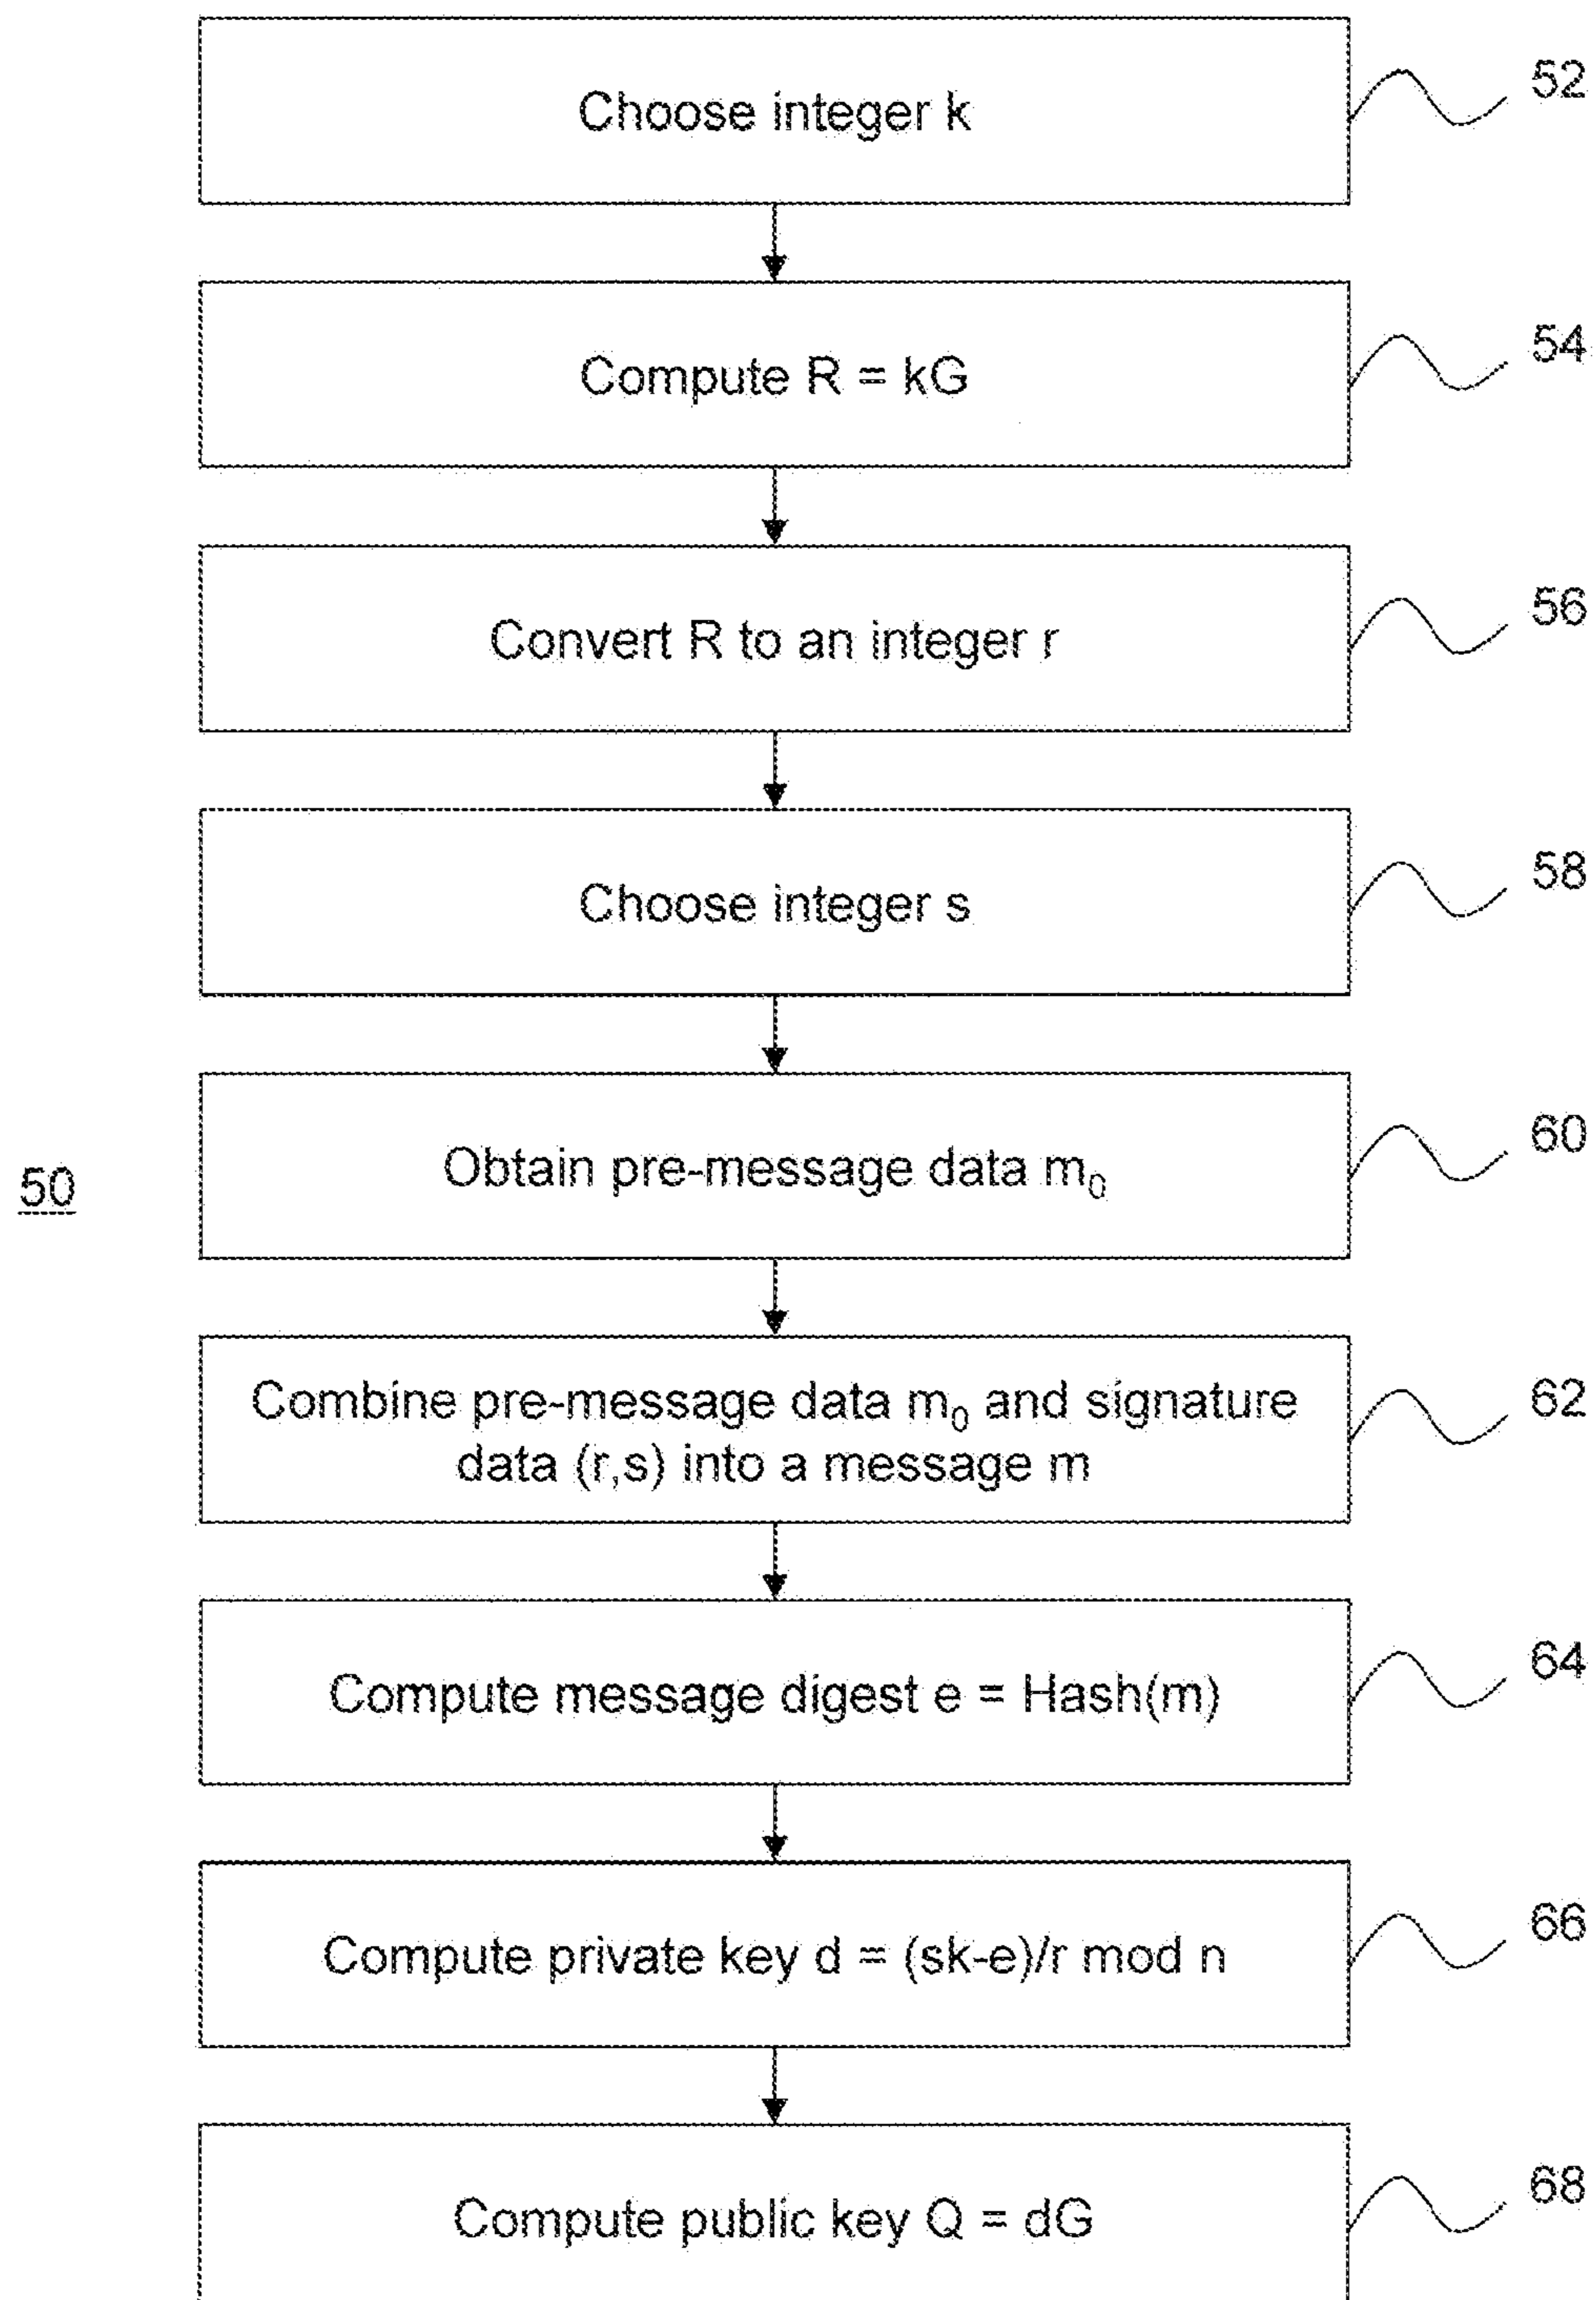 Choose integer k
52
Compute R = kG
54
Convert R to an integer r
56
Choose integer s
58
Obtain pre-message data m₀
60
50
Combine pre-message data m₀ and signature
data (r,s) into a message m
62
Compute message digest e = Hash(m)
64
Compute private key d = (sk-e)/r mod n
66
Compute public key Q = dG
68